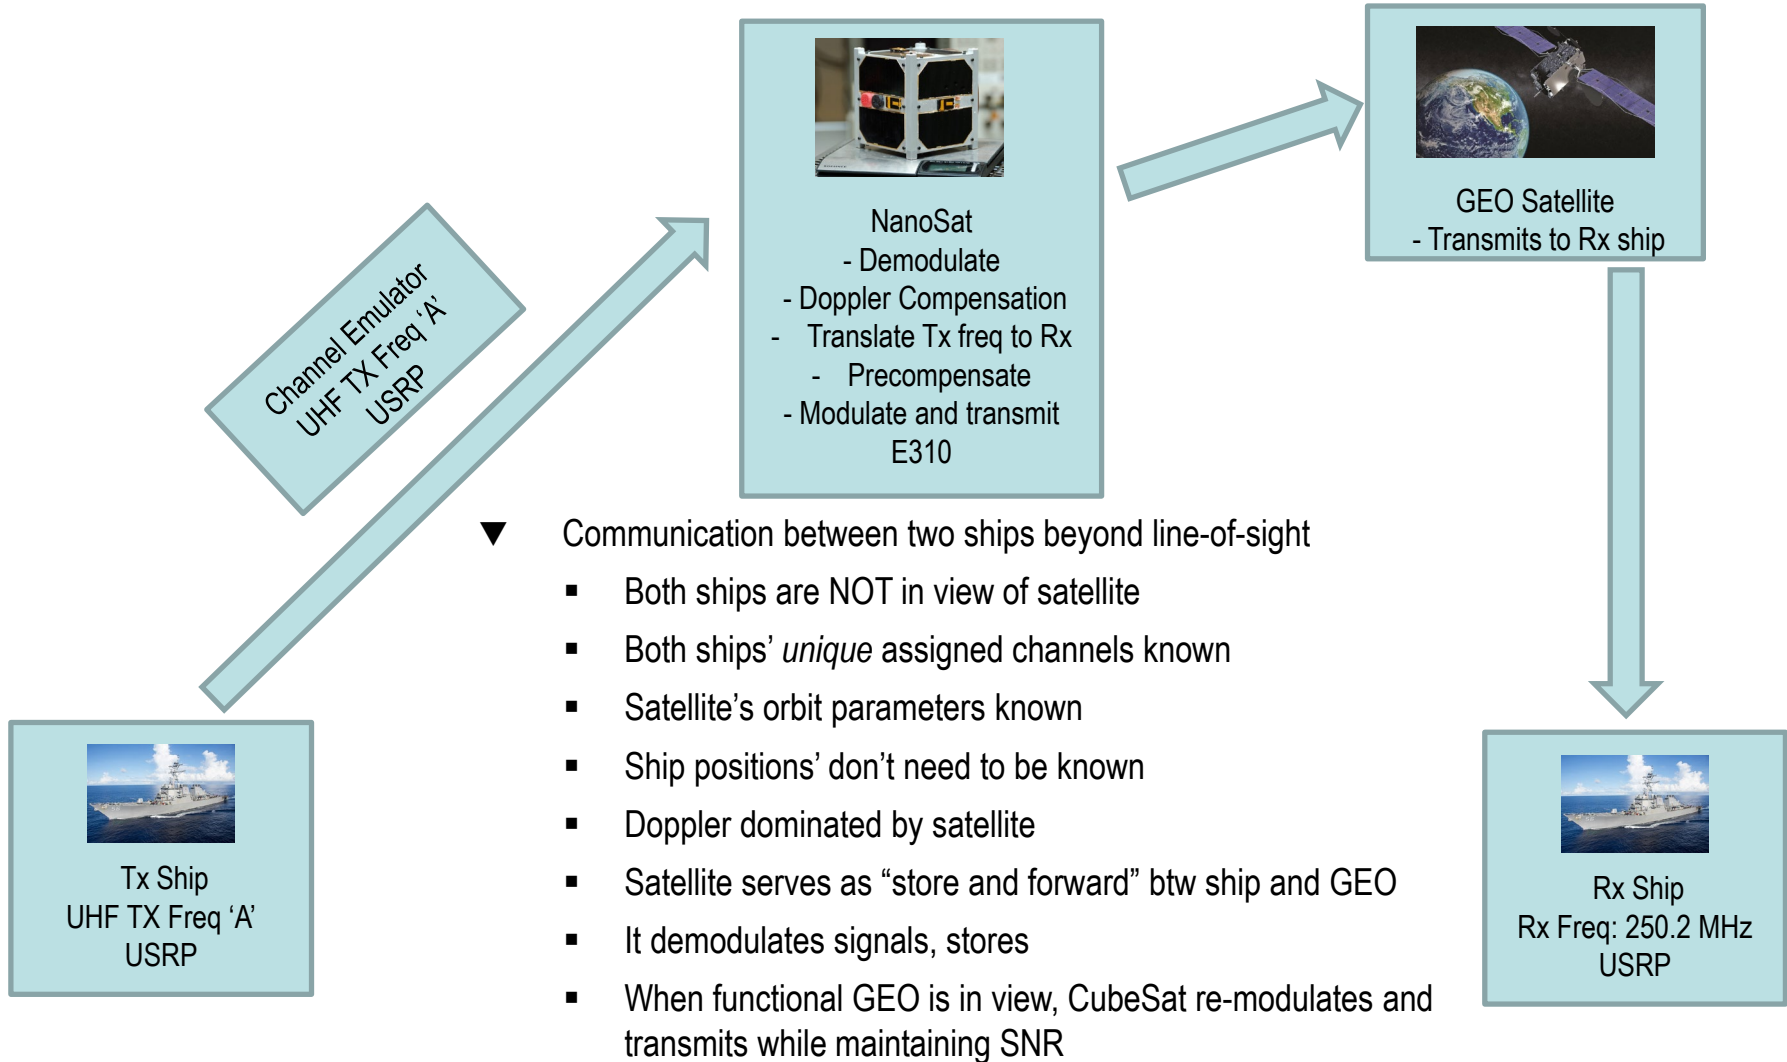 NanoSat
- Demodulate
- Doppler Compensation
- Translate Tx freq to Rx
- Precompensate
- Modulate and transmit
E310
GEO Satellite
- Transmits to Rx ship
Channel Emulator
UHF TX Freq ‘A’
USRP
▼ Communication between two ships beyond line-of-sight
▪ Both ships are NOT in view of satellite
▪ Both ships’ unique assigned channels known
▪ Satellite’s orbit parameters known
▪ Ship positions’ don’t need to be known
▪ Doppler dominated by satellite
▪ Satellite serves as “store and forward” btw ship and GEO
▪ It demodulates signals, stores
▪ When functional GEO is in view, CubeSat re-modulates and
transmits while maintaining SNR
Tx Ship
UHF TX Freq ‘A’
USRP
Rx Ship
Rx Freq: 250.2 MHz
USRP